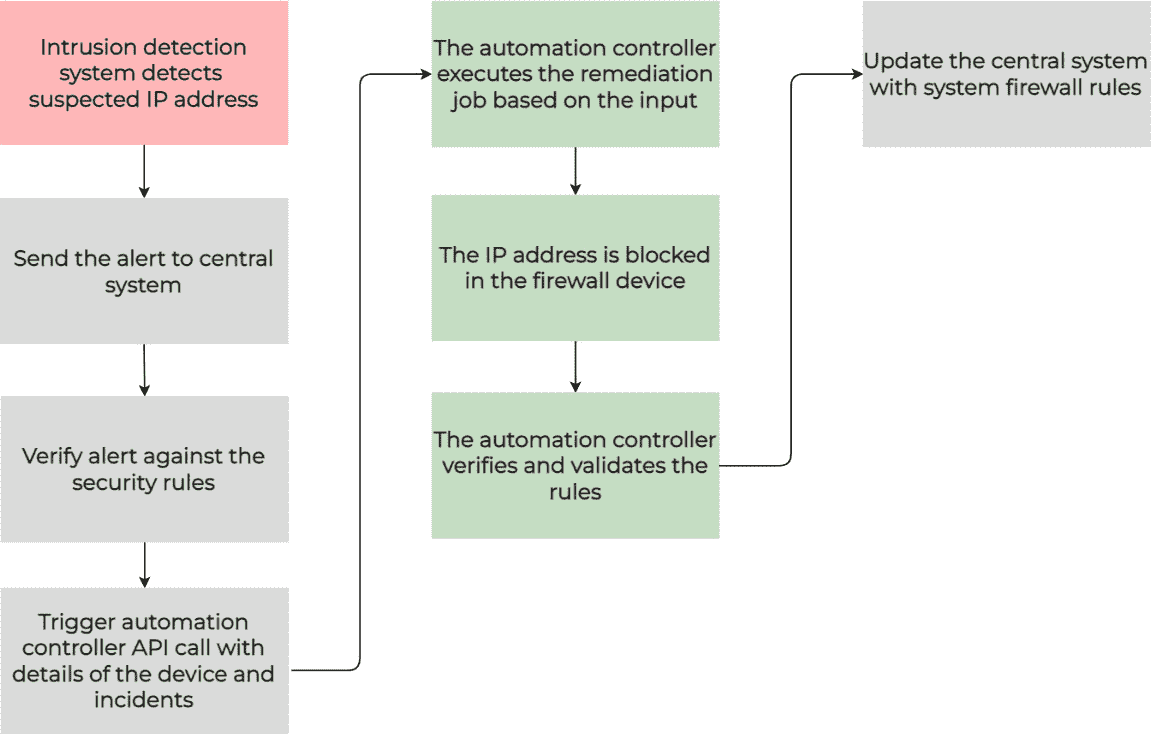 Intrusion detection
system detects
suspected IP address
Send the alert to central
system
Verify alert against the
security rules
Trigger automation
controller API call with
details of the device and
incidents
The automation controller
executes the remediation
job based on the input
The IP address is blocked
in the firewall device
The automation controller
verifies and validates the
rules
Update the central system
with system firewall rules